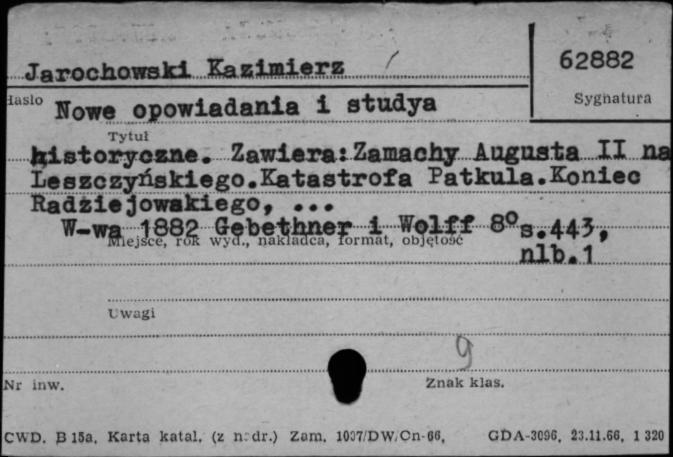 62882
Jarochowski Kazimierz
Hasło
Sygnatura
Nowe opowiadania i studya
Tytuł
historyczne. Zawiera:Zamachy Augusta II na
Leszczyńskiego.Katastrofa Patkula.Koniec
Radziejowskiego, ...
W-wa 1882 Gebethner i Wolff 8° s.443,
Miejsce, rok wyd., nakładca, format, objętość
nlb.1
Uwagi
9
Nr inw.
Znak klas.
CWD. B 15a. Karta katal. (z n. dr.) Zam. 1037/DW/Cn-66. GDA-3096, 23.11.66, 1 320